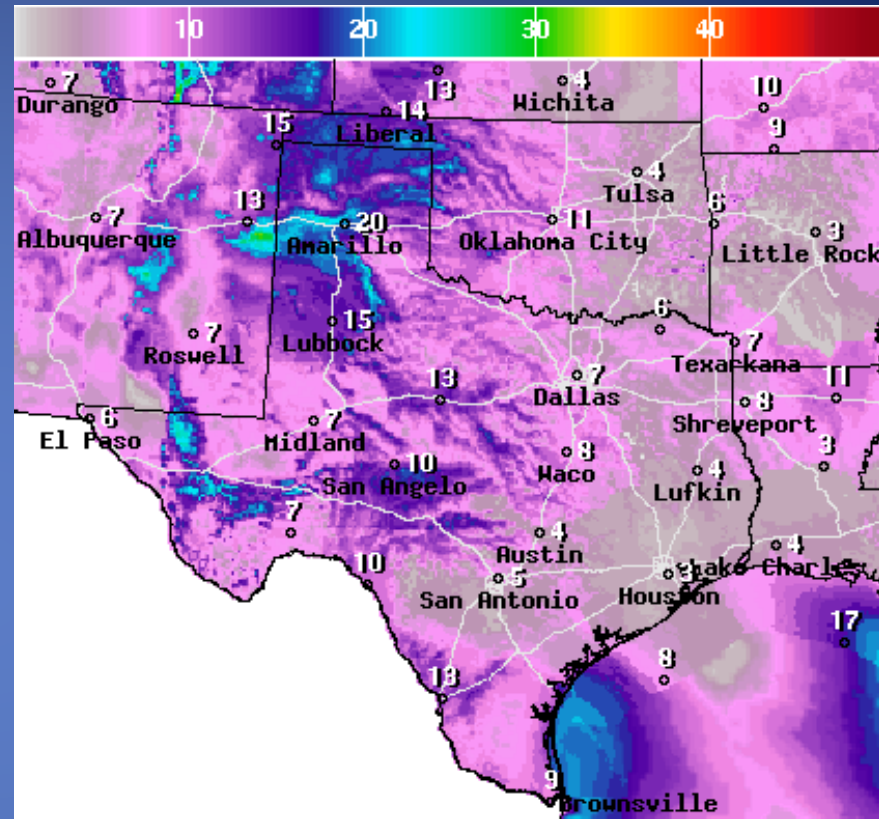 10 20 30 40
7 13 4 10
Durango Wichita
14
Liberal
15 9
4
Tulsa
7 13 20 11 6 3
Albuquerque Amarillo Oklahoma City Little Rock
7 15 6 7
Roswell Lubbock Texarkana
13 7 8 11
Dallas
6 7 Shreveport
El Paso Midland
10 8 4 3
San Angelo Waco Lufkin
7 4 4
Austin Lake Charles
10 5
San Antonio Houston
17
8
13
9
Brownsville